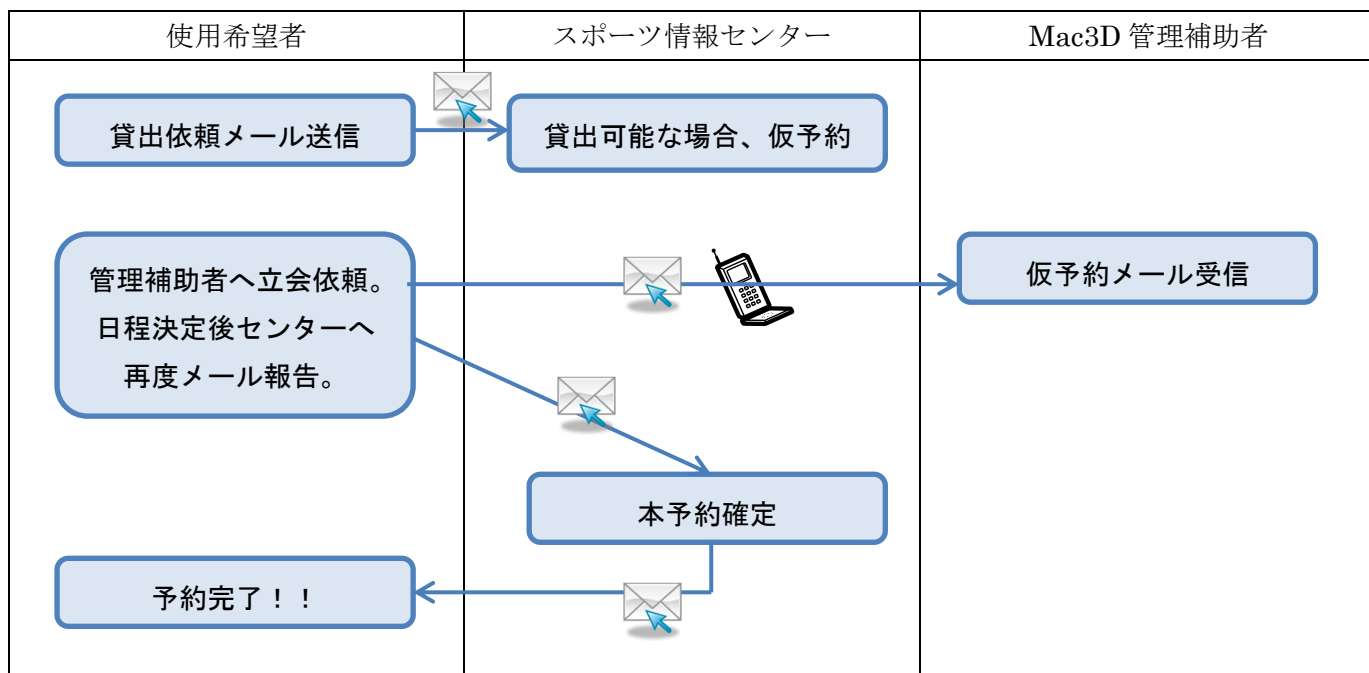 使用希望者
スポーツ情報センター
Mac3D 管理補助者
貸出依頼メール送信
貸出可能な場合、仮予約
管理補助者へ立会依頼。
日程決定後センターへ
再度メール報告。
仮予約メール受信
本予約確定
予約完了！！